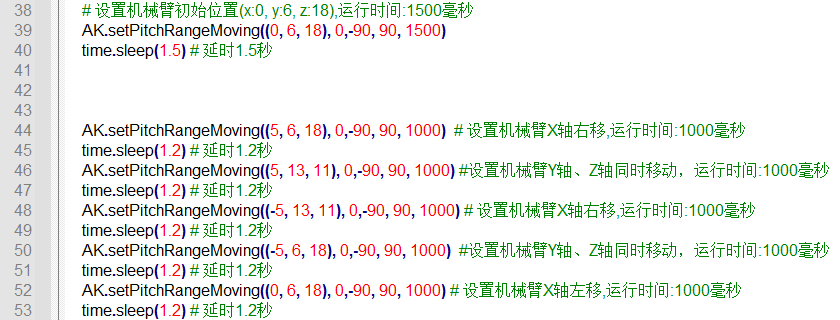 38 # 设置机械臂初始位置(x:0, y:6, z:18),运行时间:1500毫秒
39 AK.setPitchRangeMoving((0, 6, 18), 0,-90, 90, 1500)
40 time.sleep(1.5) # 延时1.5秒
41
42
43
44 AK.setPitchRangeMoving((5, 6, 18), 0,-90, 90, 1000) # 设置机械臂X轴右移,运行时间:1000毫秒
45 time.sleep(1.2) # 延时1.2秒
46 AK.setPitchRangeMoving((5, 13, 11), 0,-90, 90, 1000) #设置机械臂Y轴、Z轴同时移动，运行时间:1000毫秒
47 time.sleep(1.2) # 延时1.2秒
48 AK.setPitchRangeMoving((-5, 13, 11), 0,-90, 90, 1000) # 设置机械臂X轴右移,运行时间:1000毫秒
49 time.sleep(1.2) # 延时1.2秒
50 AK.setPitchRangeMoving((-5, 6, 18), 0,-90, 90, 1000) #设置机械臂Y轴、Z轴同时移动，运行时间:1000毫秒
51 time.sleep(1.2) # 延时1.2秒
52 AK.setPitchRangeMoving((0, 6, 18), 0,-90, 90, 1000) # 设置机械臂X轴左移,运行时间:1000毫秒
53 time.sleep(1.2) # 延时1.2秒